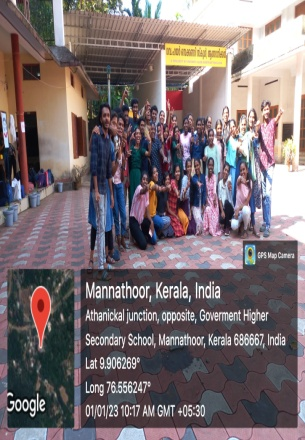 GPS Map Camera
Mannathoor, Kerala, India
Athanickal junction, opposite, Goverment Higher
Secondary School, Mannathoor, Kerala 686667, India
Lat 9.906269°
Long 76.556247°
01/01/23 10:17 AM GMT +05:30
Google